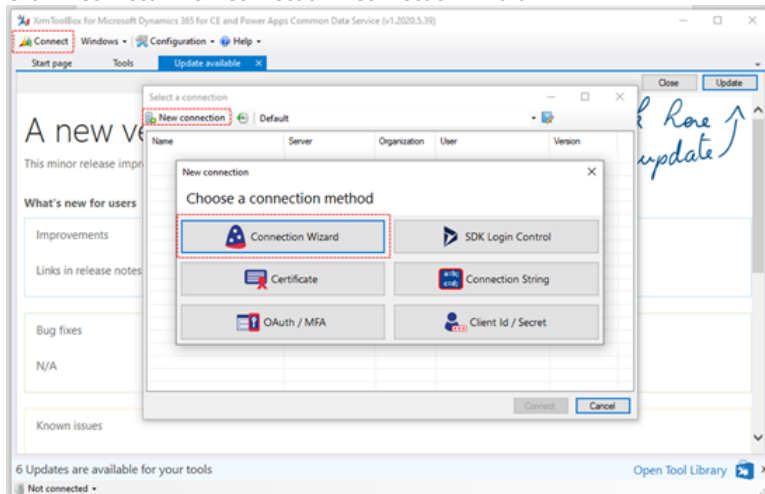 XrmToolBox for Microsoft Dynamics 365 for CE and Power Apps Common Data Service (v1.2020.5.39)
Connect Windows Configuration Help
Start page Tools Update available
Close Update
Select a connection
New connection Default
Name Server Organization User Version
A new
here
This minor release
update
New connection
Choose a connection method
What's new for users
Connection Wizard SDK Login Control
Improvements
Certificate Connection String
Links in release notes
OAuth / MFA Client Id / Secret
Bug fixes
N/A
Connect Cancel
Known issues
6 Updates are available for your tools Open Tool Library
Not connected